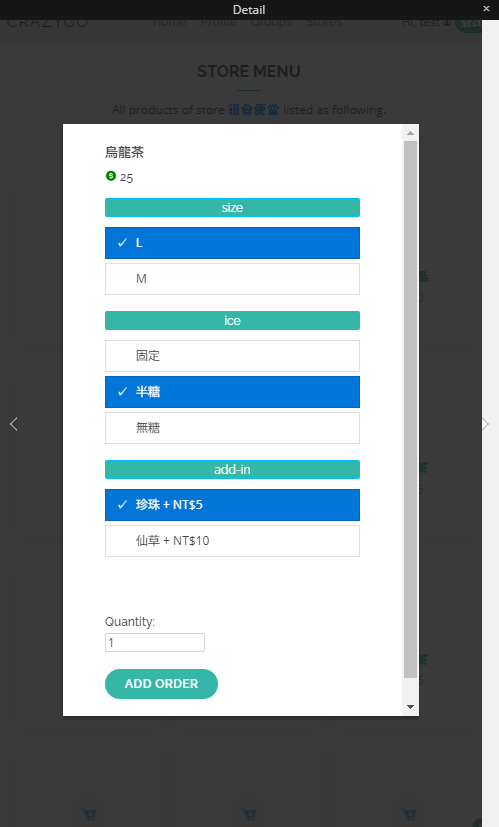 Detail
CRAZYGO Home Profile Groups Stores Hi, test
STORE MENU
All products of store 很會便當 listed as following.
烏龍茶
25
size
L
M
ice
固定
半糖
無糖
add-in
珍珠 + NT$5
仙草 + NT$10
Quantity:
1
ADD ORDER